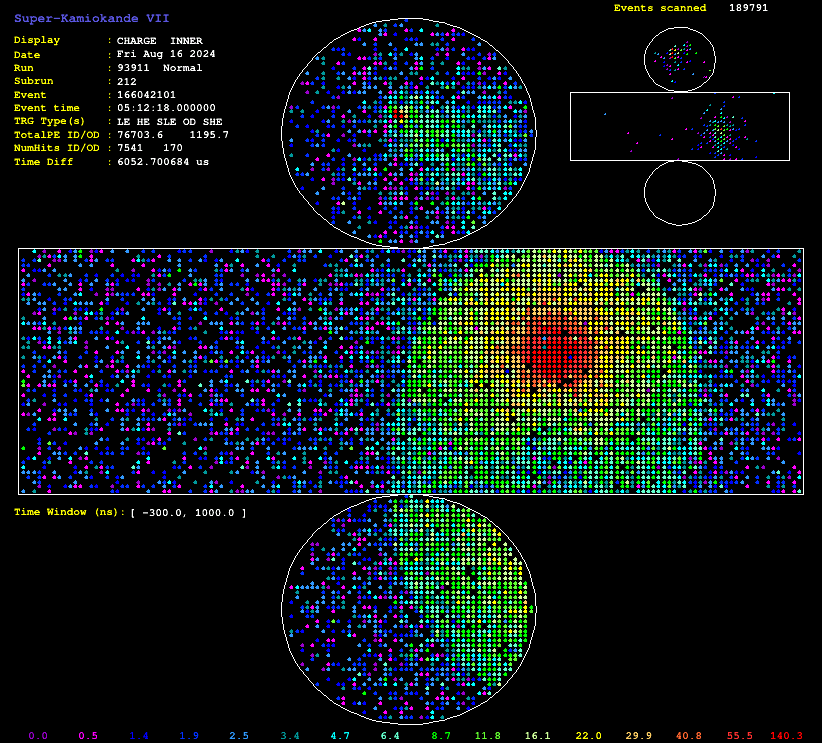 Super-Kamiokande VII
Events scanned 189791
Display : CHARGE INNER
Date : Fri Aug 16 2024
Run : 93911 Normal
Subrun : 212
Event : 166042101
Event time : 05:12:18.000000
TRG Type(s) : LE HE SLE OD SHE
TotalPE ID/OD : 76703.6 1195.7
NumHits ID/OD : 7541 170
Time Diff : 6052.700684 us
Time Window (ns): [ -300.0, 1000.0 ]
0.0 0.5 1.4 1.9 2.5 3.4 4.7 6.4 8.7 11.8 16.1 22.0 29.9 40.8 55.5 140.3